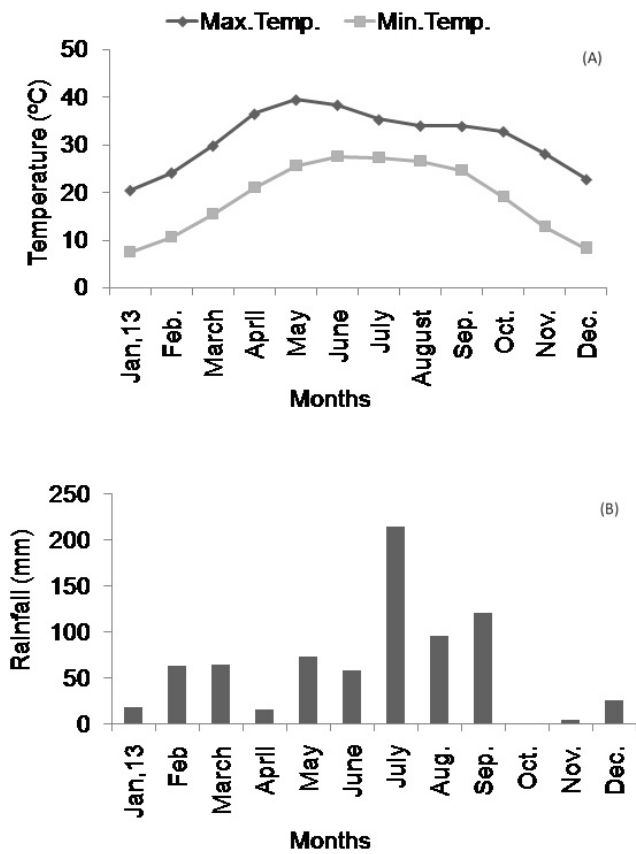 Max.Temp. Min.Temp.
(A)
50
40
30
20
10
0
Temperature (ºC)
Jan,13 Feb. March April May June July August Sep. Oct. Nov. Dec.
Months
(B)
250
200
150
100
50
0
Rainfall (mm)
Jan,13 Feb March April May June July Aug. Sep. Oct. Nov. Dec.
Months